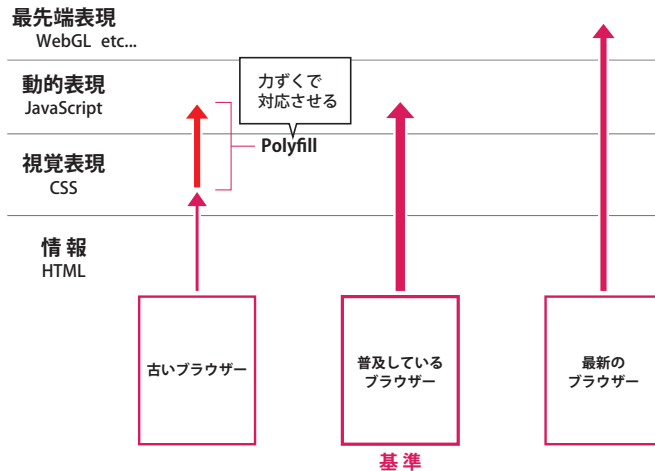 最先端表現
WebGL etc...
動的表現
JavaScript
力ずくで
対応させる
Polyfill
視覚表現
CSS
情報
HTML
古いブラウザー
普及している
ブラウザー
最新の
ブラウザー
基準